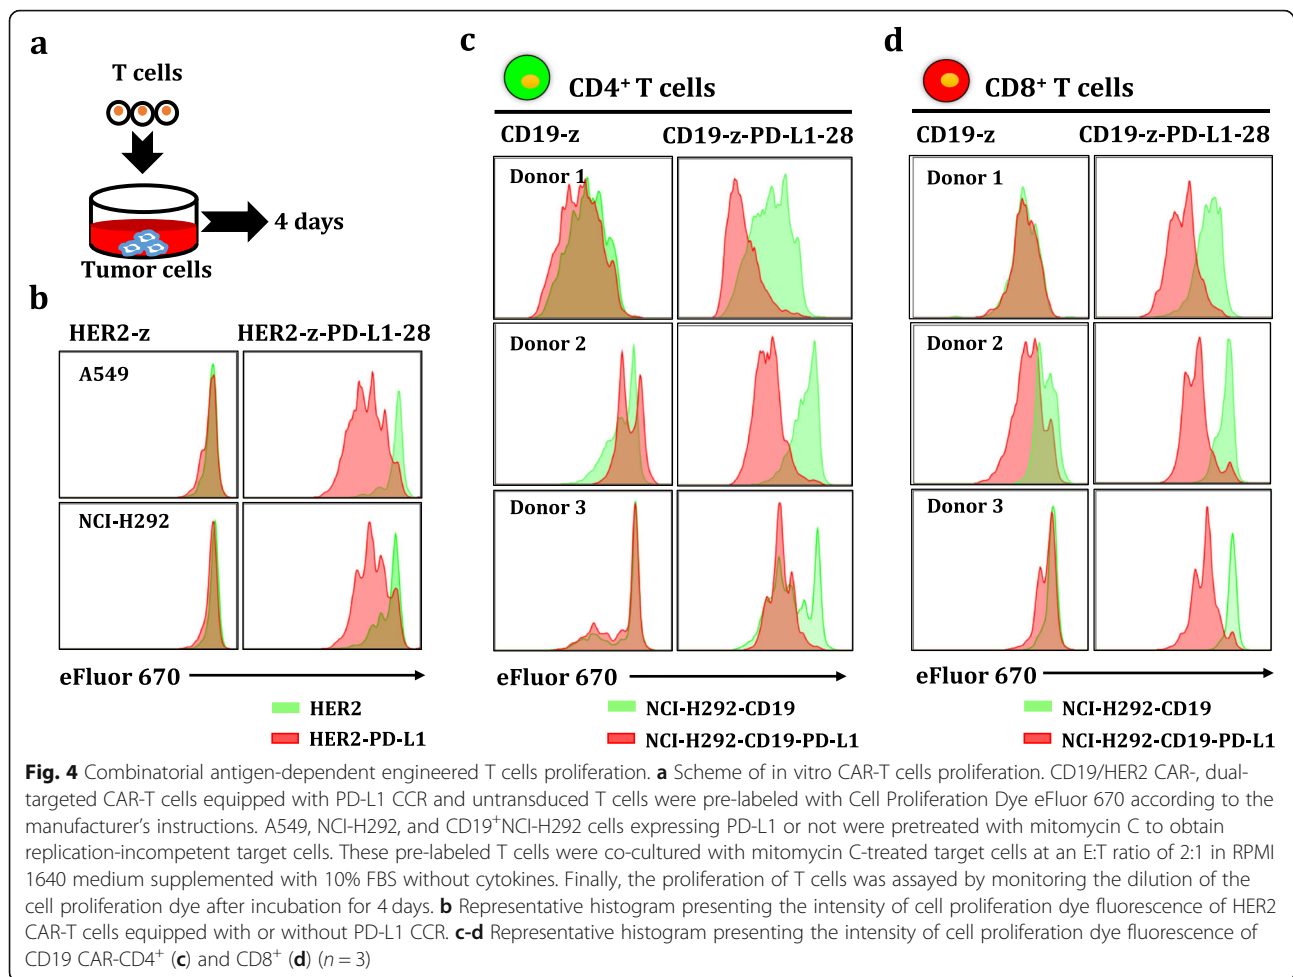 a
T cells
4 days
Tumor cells
b
HER2-z HER2-z-PD-L1-28
A549
NCI-H292
eFluor 670
HER2
HER2-PD-L1
c
CD4⁺ T cells
CD19-z CD19-z-PD-L1-28
Donor 1
Donor 2
Donor 3
eFluor 670
NCI-H292-CD19
NCI-H292-CD19-PD-L1
d
CD8⁺ T cells
CD19-z CD19-z-PD-L1-28
Donor 1
Donor 2
Donor 3
eFluor 670
NCI-H292-CD19
NCI-H292-CD19-PD-L1
Fig. 4 Combinatorial antigen-dependent engineered T cells proliferation. a Scheme of in vitro CAR-T cells proliferation. CD19/HER2 CAR-, dual-
targeted CAR-T cells equipped with PD-L1 CCR and untransduced T cells were pre-labeled with Cell Proliferation Dye eFluor 670 according to the
manufacturer's instructions. A549, NCI-H292, and CD19⁺NCI-H292 cells expressing PD-L1 or not were pretreated with mitomycin C to obtain
replication-incompetent target cells. These pre-labeled T cells were co-cultured with mitomycin C-treated target cells at an E:T ratio of 2:1 in RPMI
1640 medium supplemented with 10% FBS without cytokines. Finally, the proliferation of T cells was assayed by monitoring the dilution of the
cell proliferation dye after incubation for 4 days. b Representative histogram presenting the intensity of cell proliferation dye fluorescence of HER2
CAR-T cells equipped with or without PD-L1 CCR. c-d Representative histogram presenting the intensity of cell proliferation dye fluorescence of
CD19 CAR-CD4⁺ (c) and CD8⁺ (d) (n = 3)